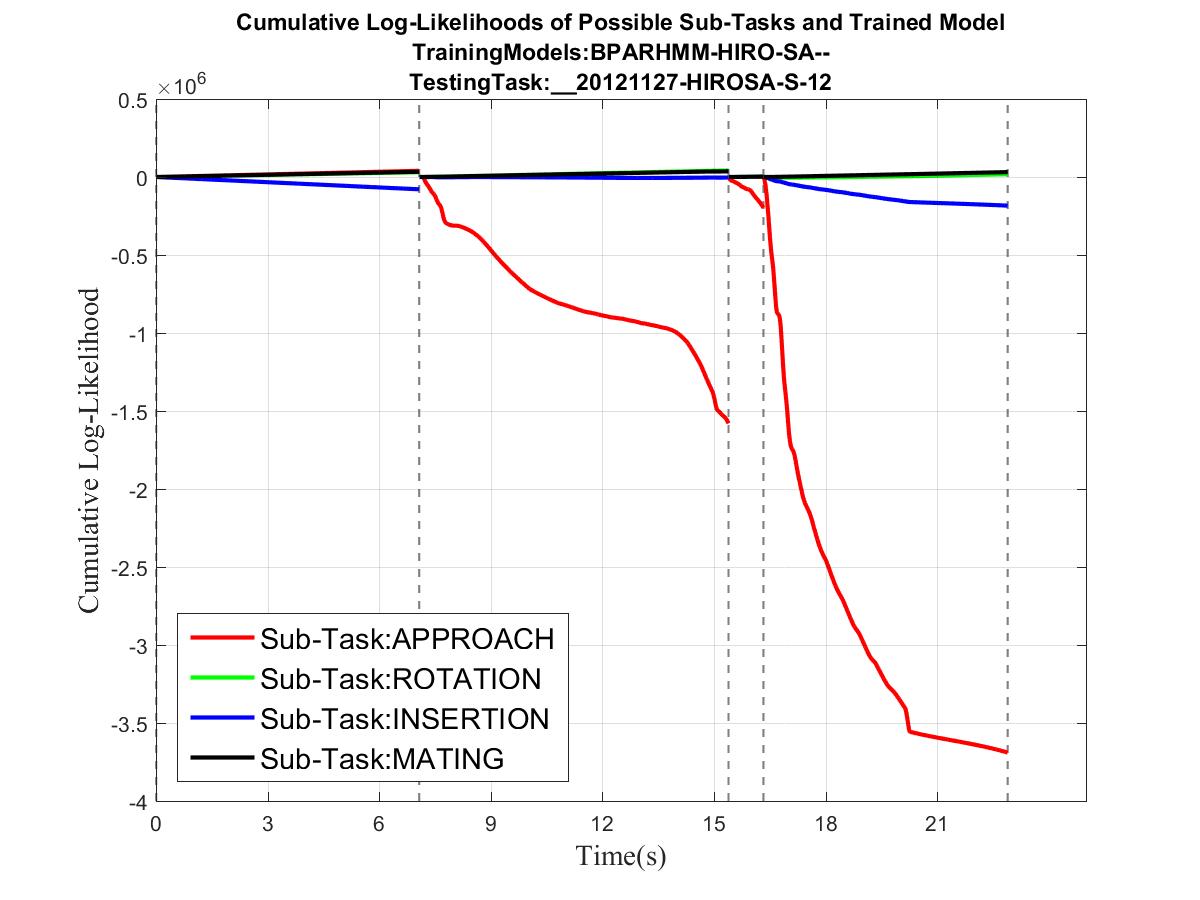 Cumulative Log-Likelihoods of Possible Sub-Tasks and Trained Model
TrainingModels:BPARHMM-HIRO-SA--
TestingTask:__20121127-HIROSA-S-12
×10^6
0.5
0
-0.5
-1
-1.5
-2
-2.5
-3
-3.5
-4
Cumulative Log-Likelihood
Sub-Task:APPROACH
Sub-Task:ROTATION
Sub-Task:INSERTION
Sub-Task:MATING
0 3 6 9 12 15 18 21
Time(s)